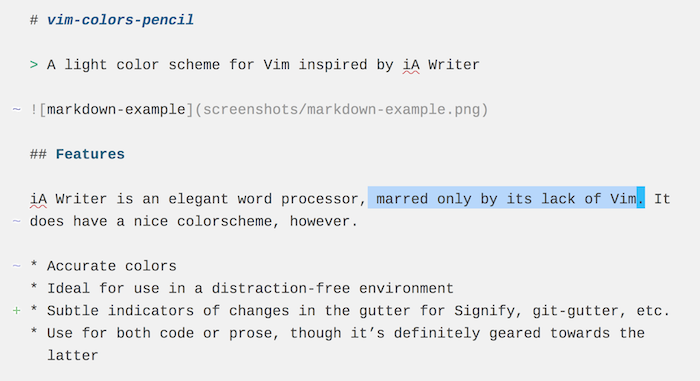 # vim-colors-pencil
> A light color scheme for Vim inspired by iA Writer
~ ![markdown-example](screenshots/markdown-example.png)
## Features
iA Writer is an elegant word processor, marred only by its lack of Vim. It
~ does have a nice colorscheme, however.
~ * Accurate colors
* Ideal for use in a distraction-free environment
+ * Subtle indicators of changes in the gutter for Signify, git-gutter, etc.
* Use for both code or prose, though it’s definitely geared towards the
latter